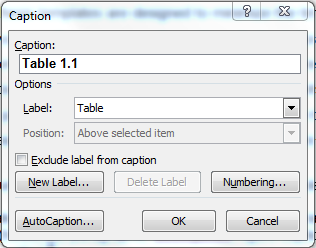 Caption
Caption:
Table 1.1
Options
Label: Table
Position: Above selected item
Exclude label from caption
New Label... Delete Label Numbering...
AutoCaption... OK Cancel